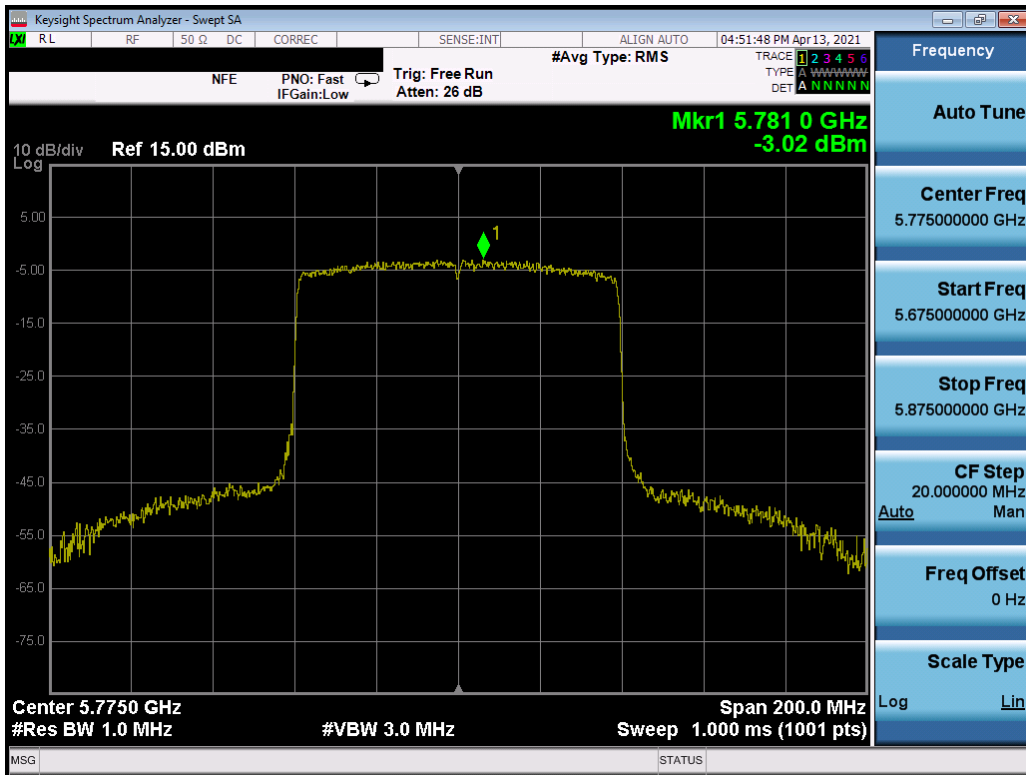 Keysight Spectrum Analyzer - Swept SA
LXI RL RF 50 Ω DC CORREC SENSE:INT ALIGN AUTO 04:51:48 PM Apr 13, 2021
Frequency
#Avg Type: RMS
TRACE 1 2 3 4 5 6
NFE PNO: Fast Trig: Free Run
TYPE A WWWWW
IFGain:Low Atten: 26 dB
DET A N N N N N
Auto Tune
Mkr1 5.781 0 GHz
-3.02 dBm
10 dB/div Ref 15.00 dBm
Log
Center Freq
5.775000000 GHz
5.00
1
-5.00
Start Freq
5.675000000 GHz
-15.0
-25.0
Stop Freq
5.875000000 GHz
-35.0
-45.0
CF Step
20.000000 MHz
Auto Man
-55.0
Freq Offset
0 Hz
-65.0
-75.0
Scale Type
Log Lin
Center 5.7750 GHz Span 200.0 MHz
#Res BW 1.0 MHz #VBW 3.0 MHz Sweep 1.000 ms (1001 pts)
MSG STATUS